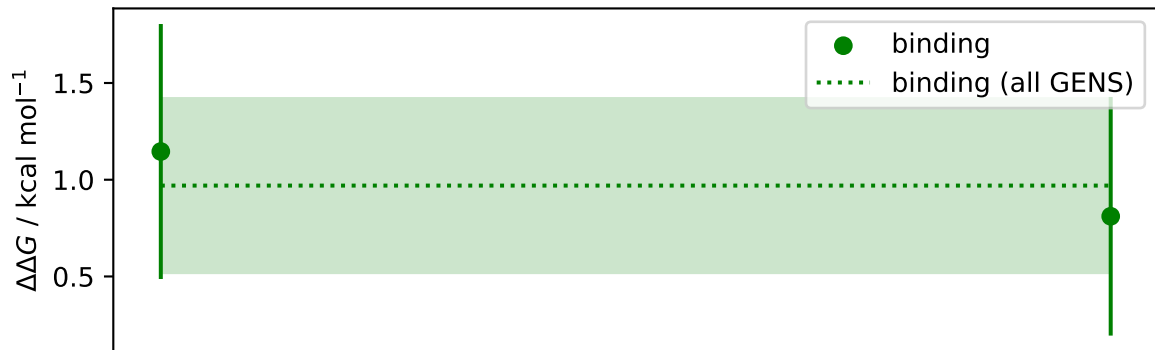 binding
binding (all GENS)
1.5
1.0
0.5
ΔΔG / kcal mol⁻¹